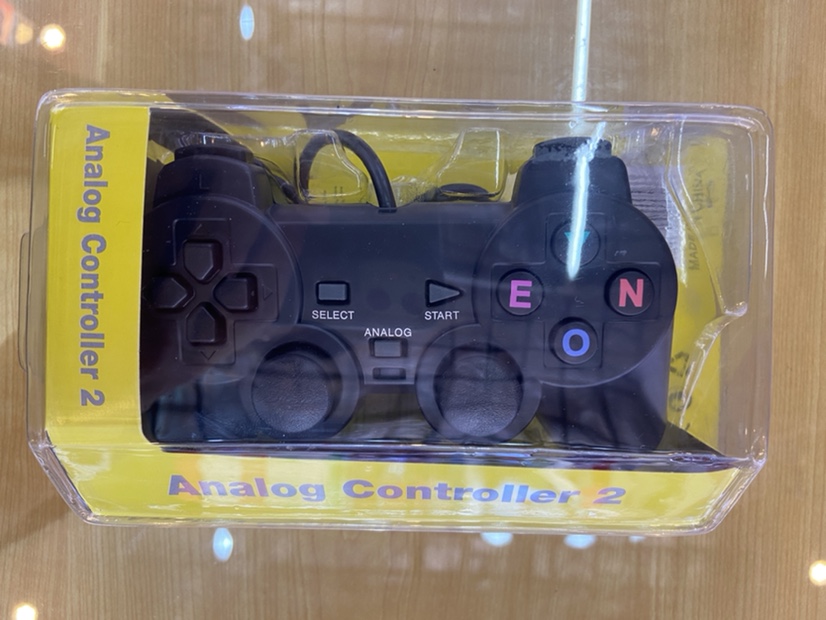 Analog Controller 2
SELECT
START
ANALOG
E
N
O
Analog Controller 2